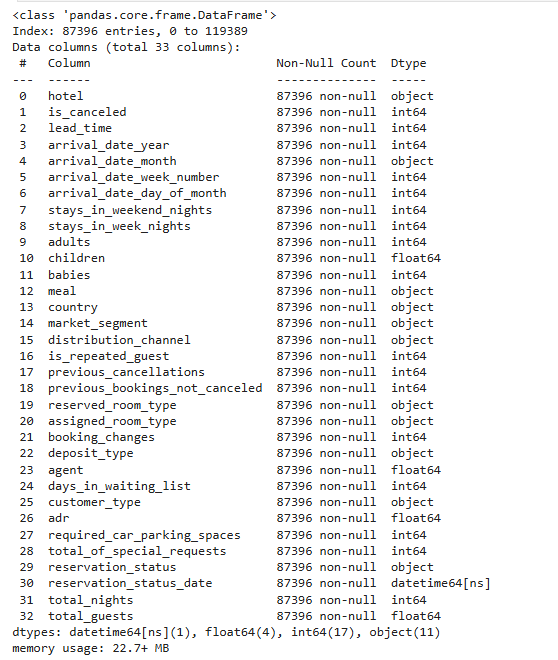 <class 'pandas.core.frame.DataFrame'>
Index: 87396 entries, 0 to 119389
Data columns (total 33 columns):
 #   Column                          Non-Null Count  Dtype
---  ------                          --------------  -----
 0   hotel                           87396 non-null  object
 1   is_canceled                     87396 non-null  int64
 2   lead_time                       87396 non-null  int64
 3   arrival_date_year               87396 non-null  int64
 4   arrival_date_month              87396 non-null  object
 5   arrival_date_week_number        87396 non-null  int64
 6   arrival_date_day_of_month       87396 non-null  int64
 7   stays_in_weekend_nights         87396 non-null  int64
 8   stays_in_week_nights            87396 non-null  int64
 9   adults                          87396 non-null  int64
 10  children                        87396 non-null  float64
 11  babies                          87396 non-null  int64
 12  meal                            87396 non-null  object
 13  country                         87396 non-null  object
 14  market_segment                  87396 non-null  object
 15  distribution_channel            87396 non-null  object
 16  is_repeated_guest               87396 non-null  int64
 17  previous_cancellations          87396 non-null  int64
 18  previous_bookings_not_canceled  87396 non-null  int64
 19  reserved_room_type              87396 non-null  object
 20  assigned_room_type              87396 non-null  object
 21  booking_changes                 87396 non-null  int64
 22  deposit_type                    87396 non-null  object
 23  agent                           87396 non-null  float64
 24  days_in_waiting_list            87396 non-null  int64
 25  customer_type                   87396 non-null  object
 26  adr                             87396 non-null  float64
 27  required_car_parking_spaces     87396 non-null  int64
 28  total_of_special_requests       87396 non-null  int64
 29  reservation_status              87396 non-null  object
 30  reservation_status_date         87396 non-null  datetime64[ns]
 31  total_nights                    87396 non-null  int64
 32  total_guests                    87396 non-null  float64
dtypes: datetime64[ns](1), float64(4), int64(17), object(11)
memory usage: 22.7+ MB